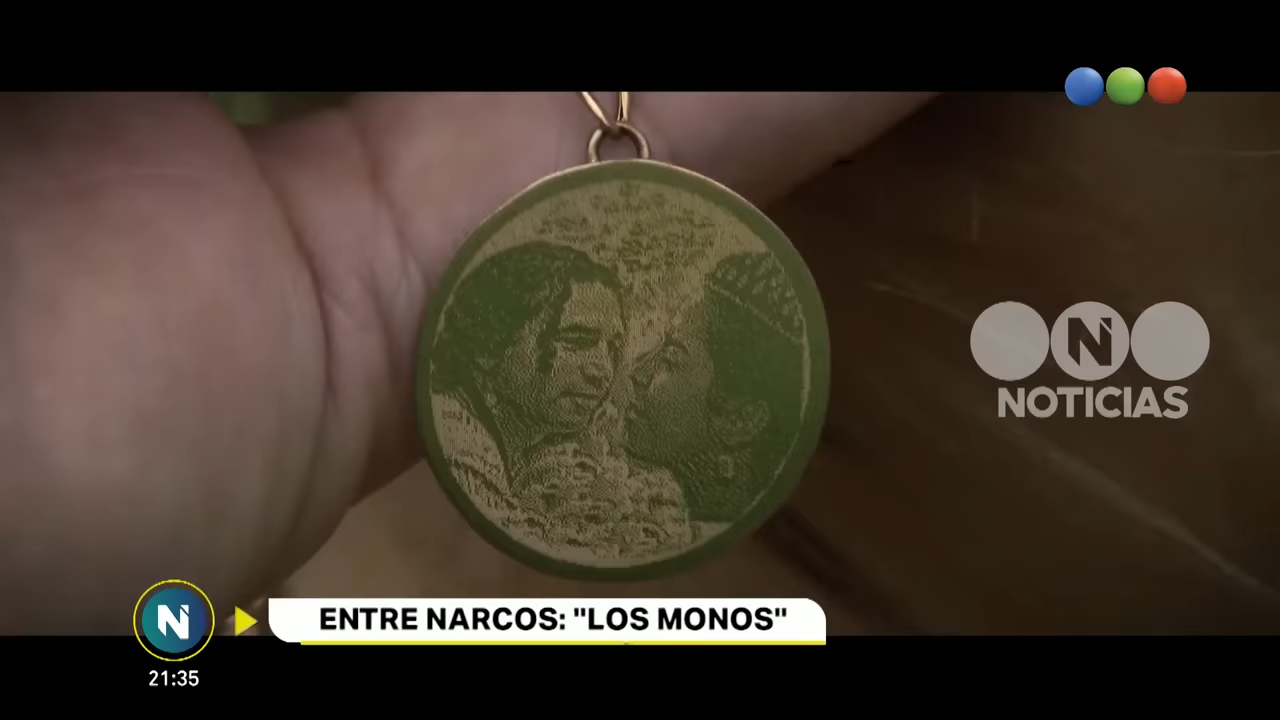 N
NOTICIAS
N
ENTRE NARCOS: "LOS MONOS"
21:35